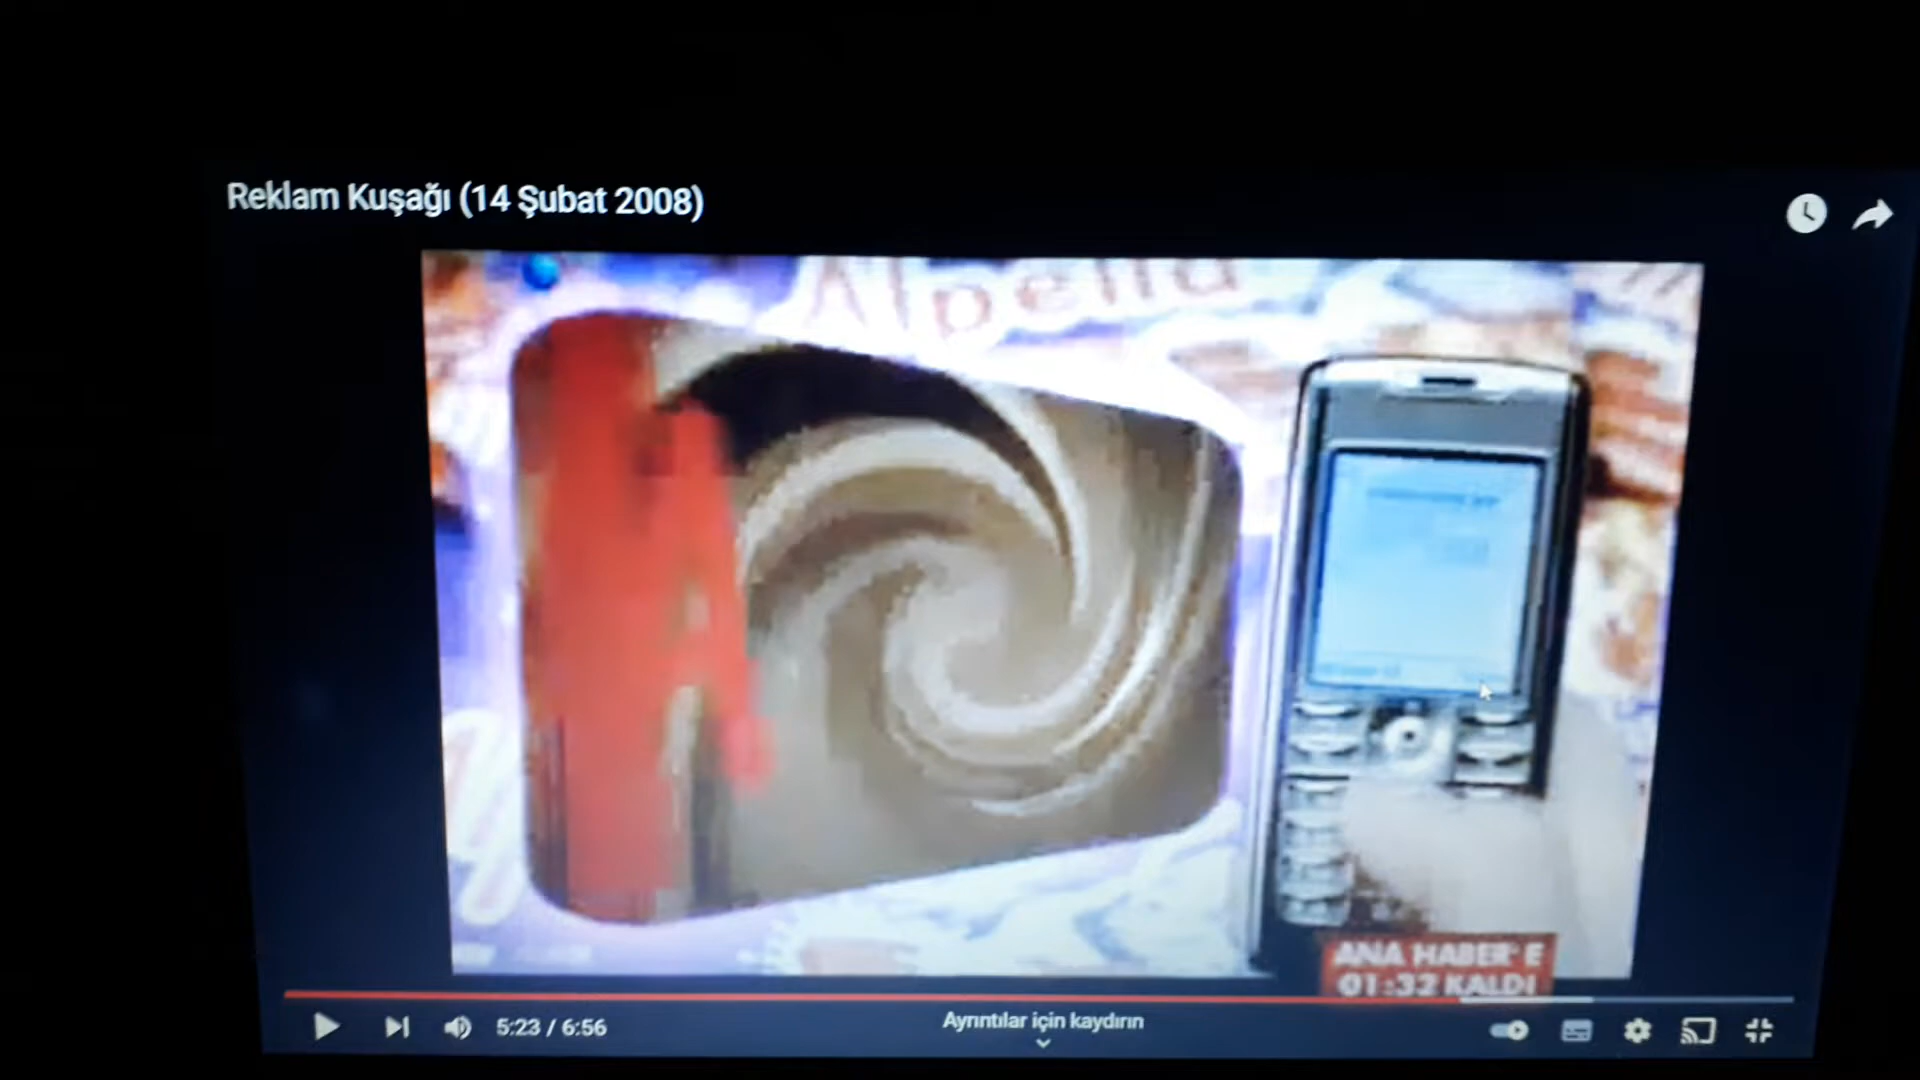 Reklam Kuşağı (14 Şubat 2008)
Alpella
ANA HABER'E
01:32 KALDI
5:23 / 6:56
Ayrıntılar için kaydırın